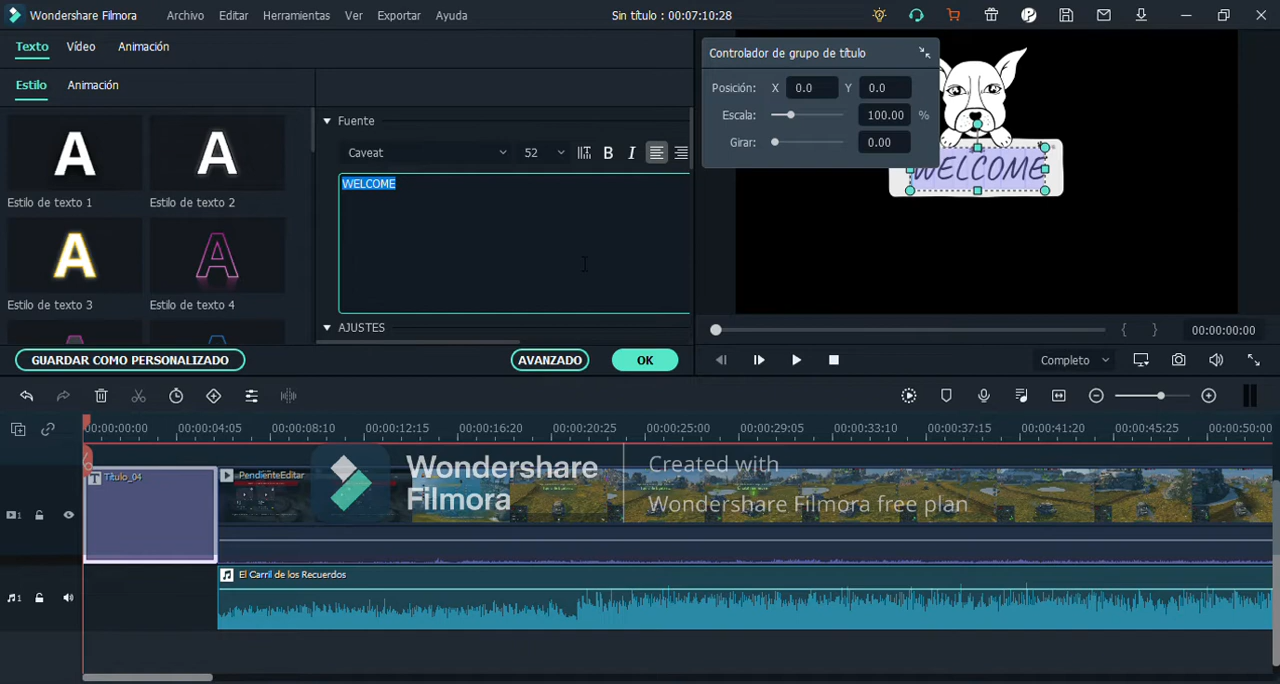 Wondershare Filmora
Archivo
Editar
Herramientas
Ver
Exportar
Ayuda
Sin título : 00:07:10:28
Texto
Vídeo
Animación
Estilo
Animación
Estilo de texto 1
Estilo de texto 2
Estilo de texto 3
Estilo de texto 4
Fuente
Caveat
52
B
I
WELCOME
AJUSTES
GUARDAR COMO PERSONALIZADO
AVANZADO
OK
Controlador de grupo de título
Posición:
X
0.0
Y
0.0
Escala:
100.00
%
Girar:
0.00
WELCOME
00:00:00:00
Completo
00:00:00:00
00:00:04:05
00:00:08:10
00:00:12:15
00:00:16:20
00:00:20:25
00:00:25:00
00:00:29:05
00:00:33:10
00:00:37:15
00:00:41:20
00:00:45:25
00:00:50:00
Título_04
PendienteEditar
Wondershare
Filmora
Created with
Wondershare Filmora free plan
El Carril de los Recuerdos
1
1